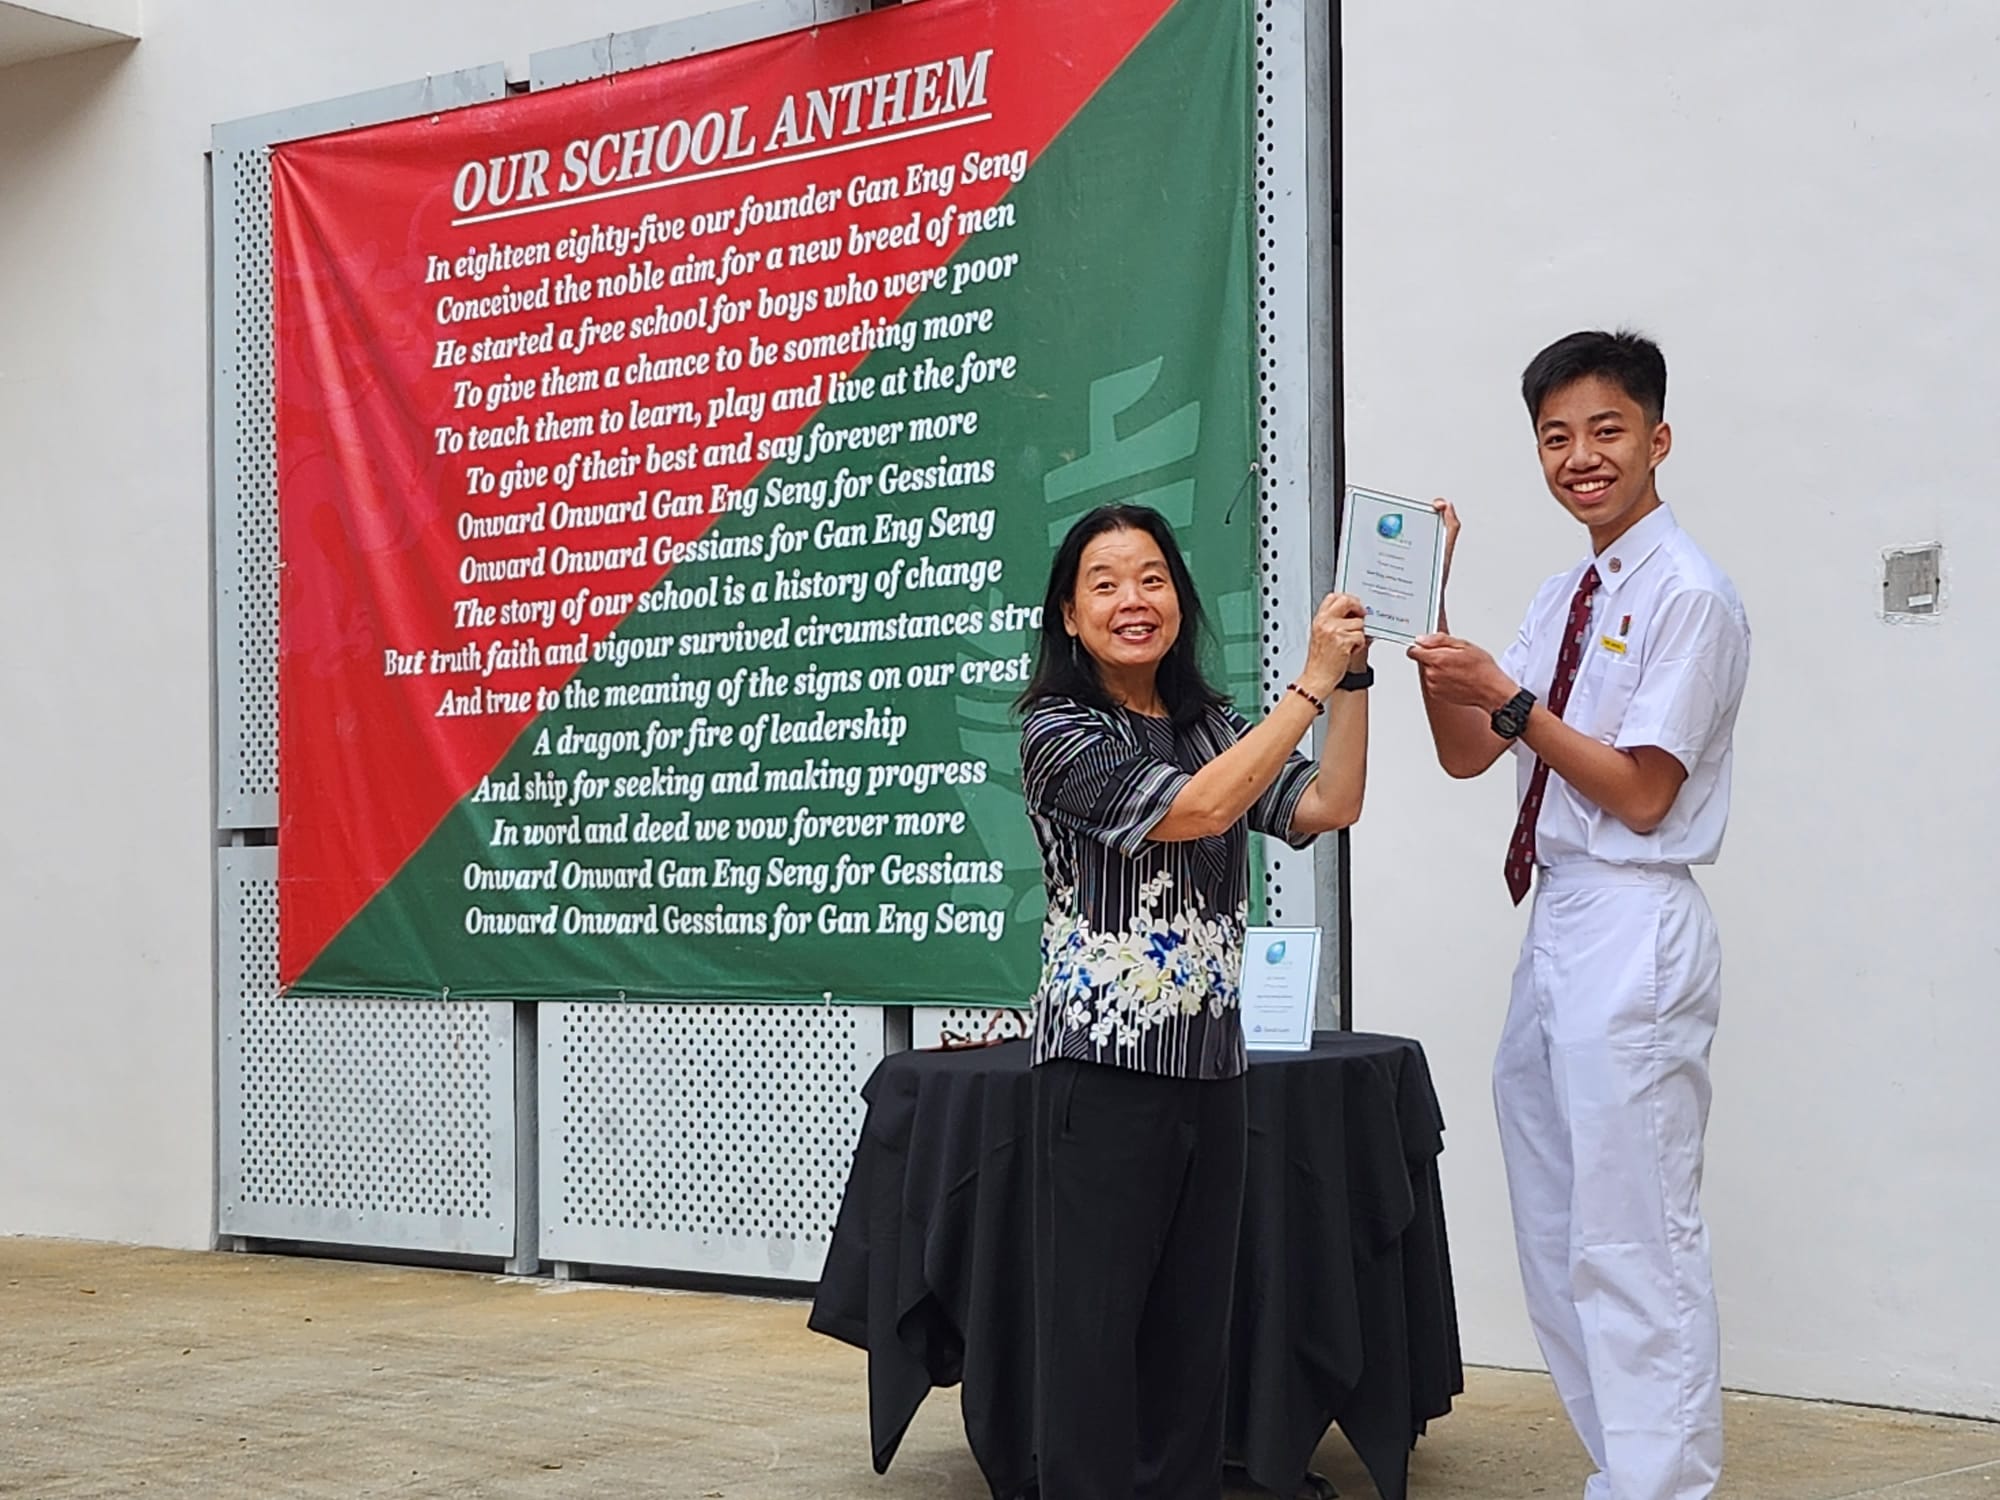 OUR SCHOOL ANTHEM
In eighteen eighty-five our founder Gan Eng Seng
Conceived the noble aim for a new breed of men
He started a free school for boys who were poor
To give them a chance to be something more
To teach them to learn, play and live at the fore
To give of their best and say forever more
Onward Onward Gan Eng Seng for Gessians
Onward Onward Gessians for Gan Eng Seng
The story of our school is a history of change
But truth faith and vigour survived circumstances stra
And true to the meaning of the signs on our crest
A dragon for fire of leadership
And ship for seeking and making progress
In word and deed we vow forever more
Onward Onward Gan Eng Seng for Gessians
Onward Onward Gessians for Gan Eng Seng